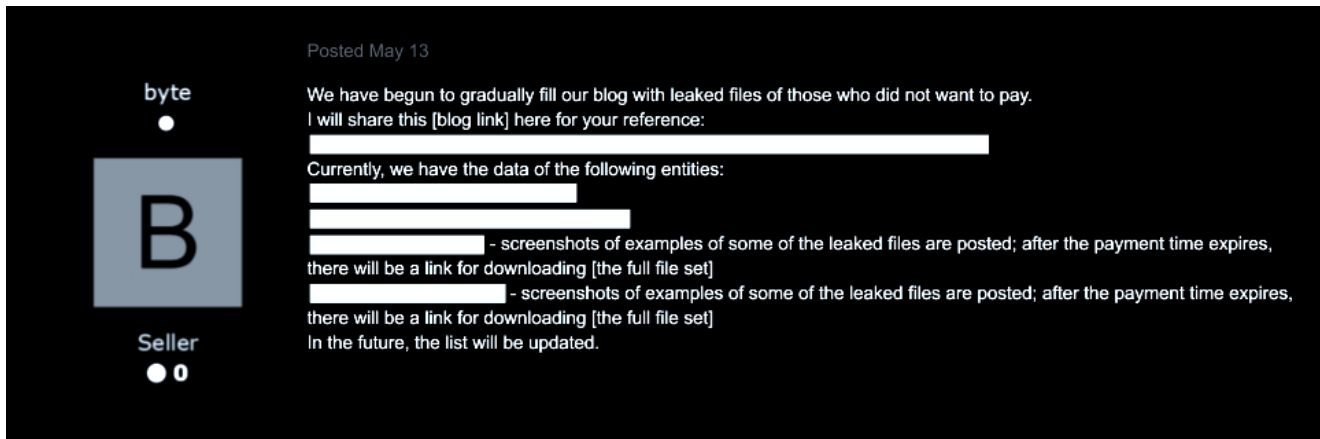 Posted May 13
byte
We have begun to gradually fill our blog with leaked files of those who did not want to pay.
I will share this [blog link] here for your reference:
Currently, we have the data of the following entities:
- screenshots of examples of some of the leaked files are posted; after the payment time expires,
there will be a link for downloading [the full file set]
- screenshots of examples of some of the leaked files are posted; after the payment time expires,
there will be a link for downloading [the full file set]
In the future, the list will be updated.
B
Seller
0